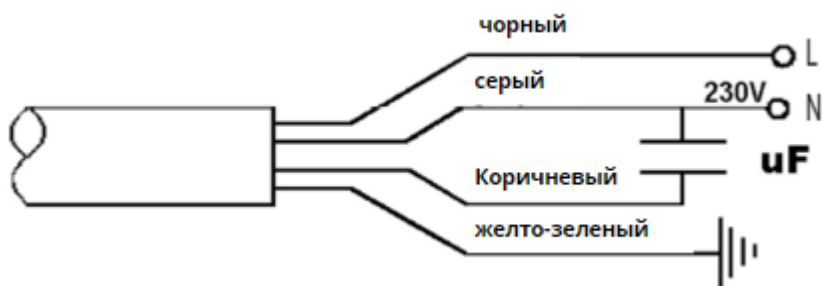 чорный
L
серый
230V
N
uF
Коричневый
желто-зеленый